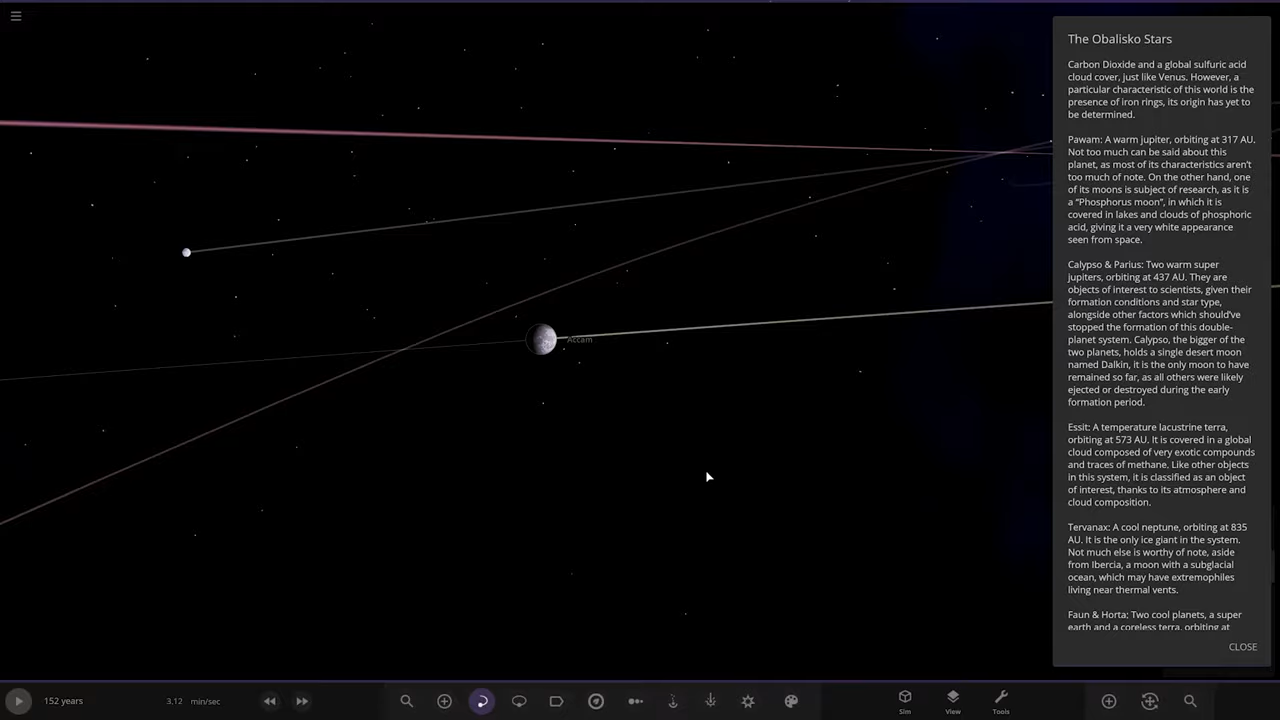 The Obalisko Stars
Carbon Dioxide and a global sulfuric acid
cloud cover, just like Venus. However, a
particular characteristic of this world is the
presence of iron rings, its origin has yet to
be determined.
Pawam: A warm jupiter, orbiting at 317 AU.
Not too much can be said about this
planet, as most of its characteristics aren't
too much of note. On the other hand, one
of its moons is subject of research, as it is
a "Phosphorus moon", in which it is
covered in lakes and clouds of phosphoric
acid, giving it a very white appearance
seen from space.
Calypso & Parius: Two warm super
jupiters, orbiting at 437 AU. They are
objects of interest to scientists, given their
formation conditions and star type,
alongside other factors which should've
stopped the formation of this double-
planet system. Calypso, the bigger of the
two planets, holds a single desert moon
named Dalkin, it is the only moon to have
remained so far, as all others were likely
ejected or destroyed during the early
formation period.
Essit: A temperature lacustrine terra,
orbiting at 573 AU. It is covered in a global
cloud composed of very exotic compounds
and traces of methane. Like other objects
in this system, it is classified as an object
of interest, thanks to its atmosphere and
cloud composition.
Tervanax: A cool neptune, orbiting at 835
AU. It is the only ice giant in the system.
Not much else is worthy of note, aside
from Ibercia, a moon with a subglacial
ocean, which may have extremophiles
living near thermal vents.
Faun & Horta: Two cool planets, a super
earth and a coreless terra, orbiting at
CLOSE
Accam
152 years
3.12 min/sec
Sim
View
Tools